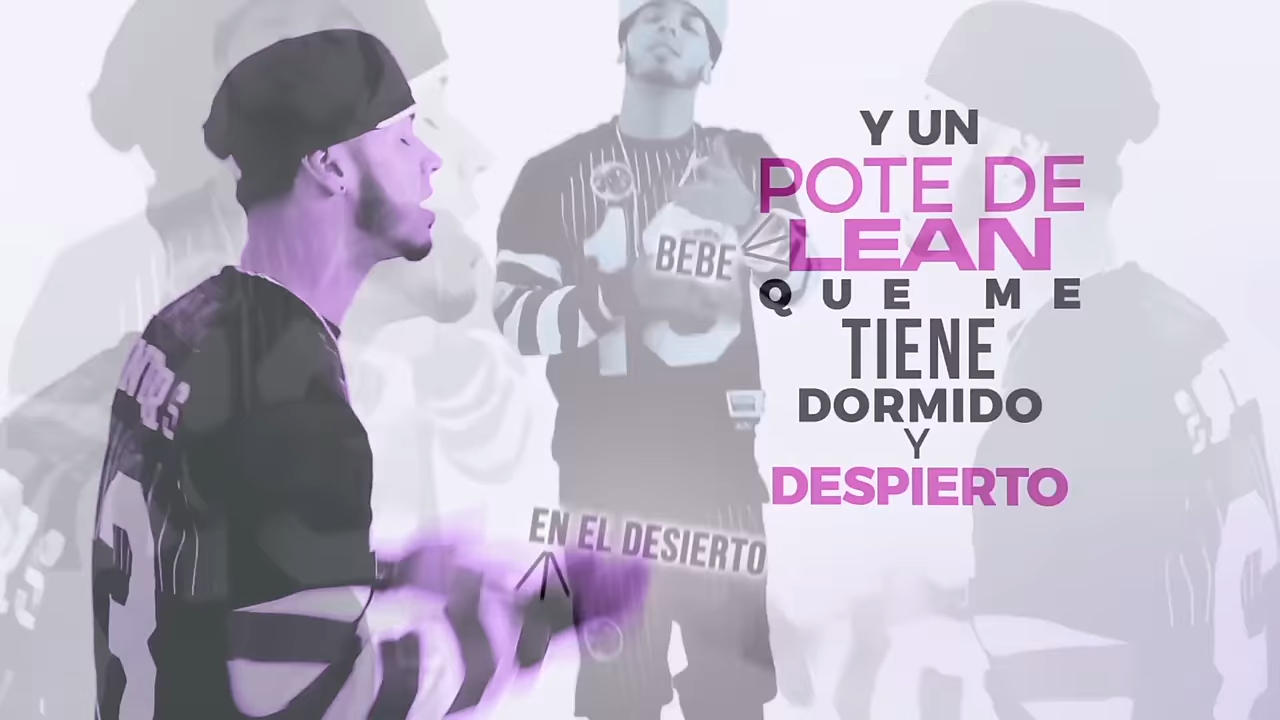 Y UN
POTE DE
LEAN
QUE ME
TIENE
DORMIDO
Y
DESPIERTO
BEBE
EN EL DESIERTO